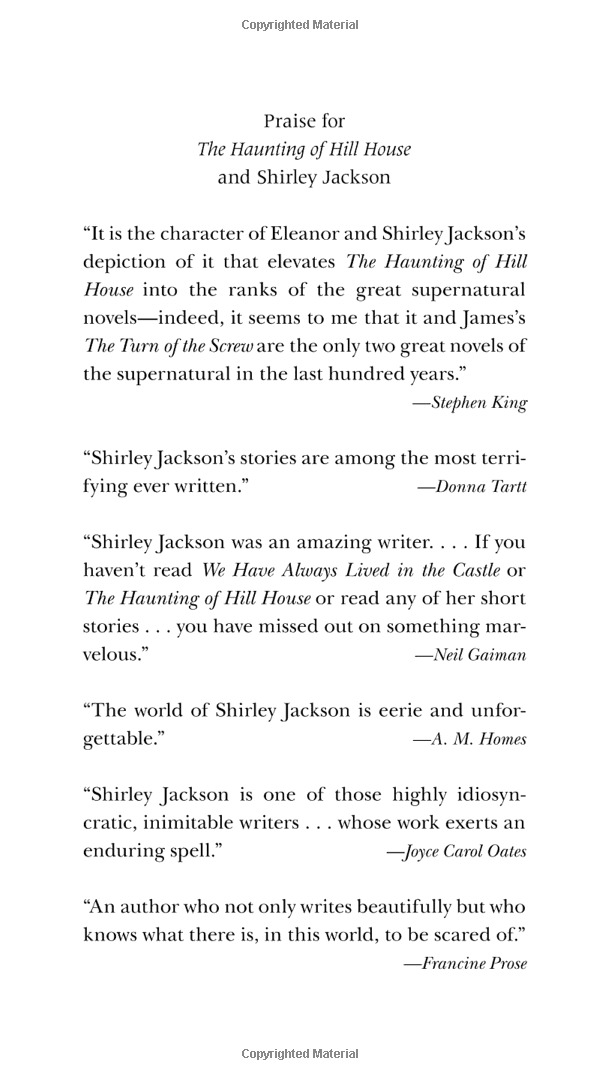 Copyrighted Material
Praise for
The Haunting of Hill House
and Shirley Jackson
“It is the character of Eleanor and Shirley Jackson’s
depiction of it that elevates The Haunting of Hill
House into the ranks of the great supernatural
novels—indeed, it seems to me that it and James’s
The Turn of the Screw are the only two great novels of
the supernatural in the last hundred years.”
—Stephen King
“Shirley Jackson’s stories are among the most terri-
fying ever written.” —Donna Tartt
“Shirley Jackson was an amazing writer. . . . If you
haven’t read We Have Always Lived in the Castle or
The Haunting of Hill House or read any of her short
stories . . . you have missed out on something mar-
velous.” —Neil Gaiman
“The world of Shirley Jackson is eerie and unfor-
gettable.” —A. M. Homes
“Shirley Jackson is one of those highly idiosyn-
cratic, inimitable writers . . . whose work exerts an
enduring spell.” —Joyce Carol Oates
“An author who not only writes beautifully but who
knows what there is, in this world, to be scared of.”
—Francine Prose
Copyrighted Material